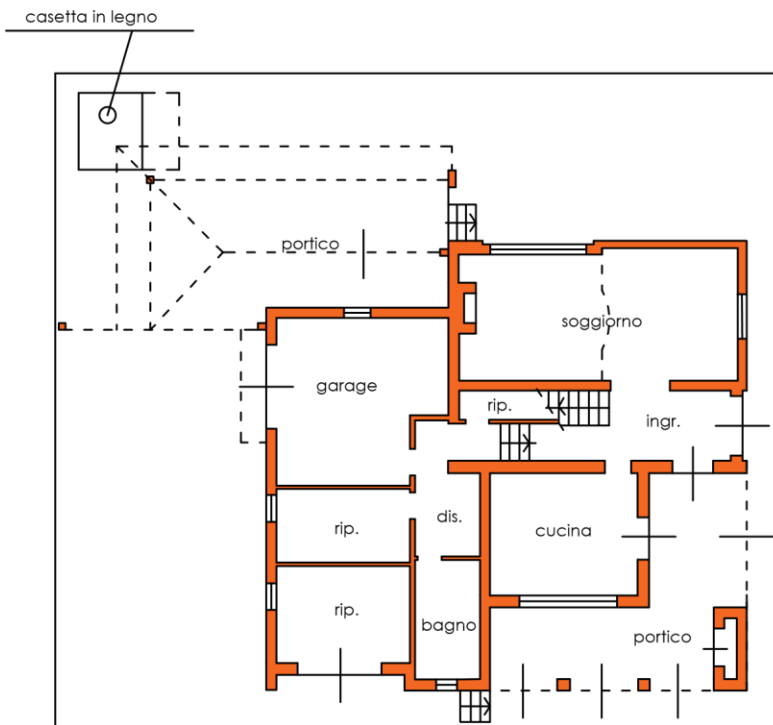 casetta in legno
portico
soggiorno
garage
rip.
ingr.
rip.
dis.
cucina
rip.
bagno
portico